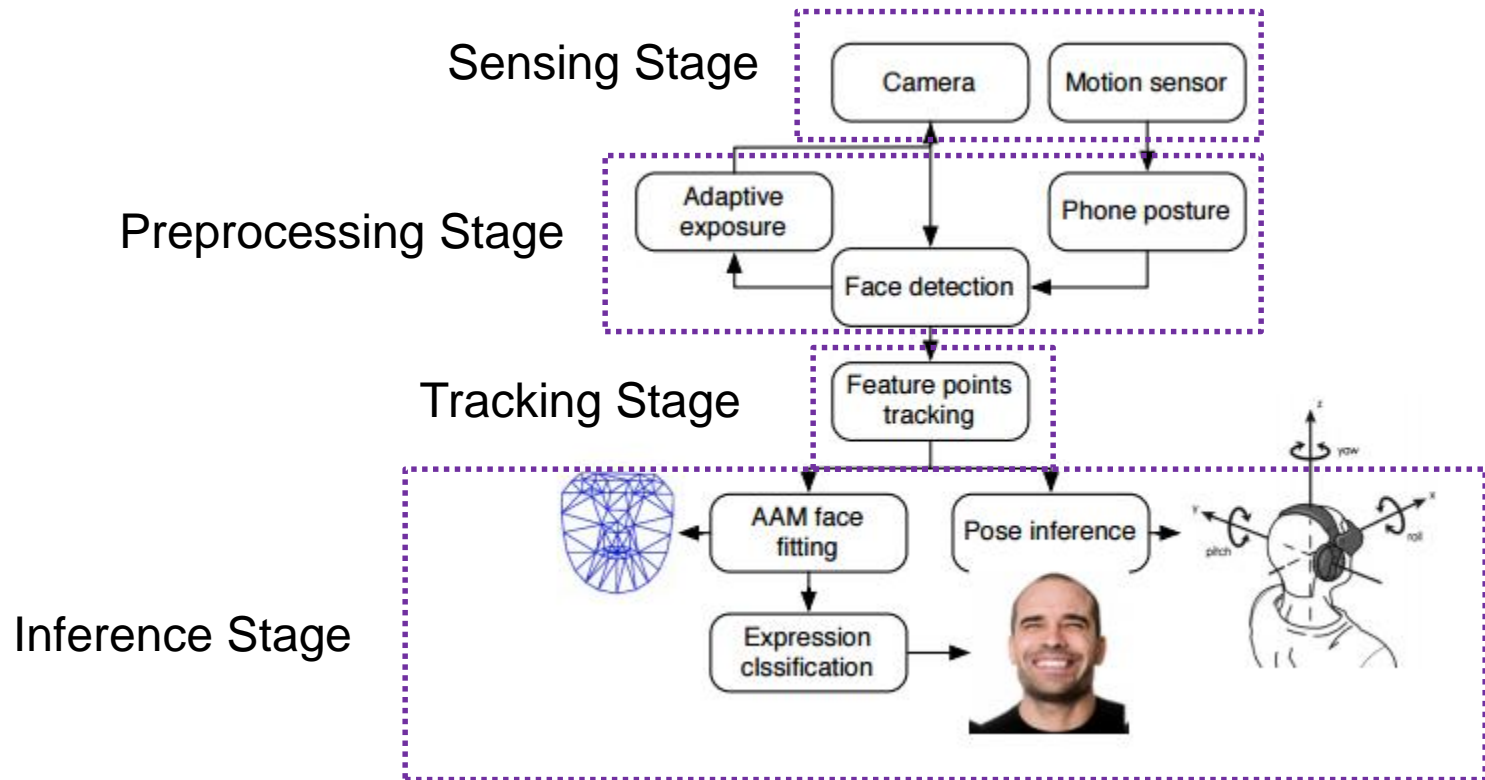 Sensing Stage
Camera
Motion sensor
Preprocessing Stage
Adaptive
exposure
Phone posture
Face detection
Tracking Stage
Feature points
tracking
Inference Stage
AAM face
fitting
Pose inference
Expression
clssification
z
yaw
Y
pitch
X
roll